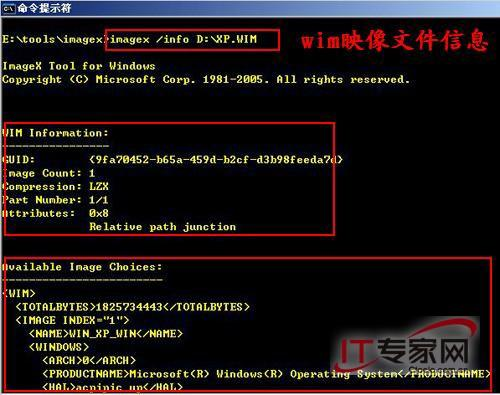 命令提示符
E:\tools\imagex>imagex /info D:\XP.WIM
wim映像文件信息
ImageX Tool for Windows
Copyright (C) Microsoft Corp. 1981-2005. All rights reserved.
WIM Information:
----------------
GUID: {9fa70452-b65a-459d-b2cf-d3b98feeda7d}
Image Count: 1
Compression: LZX
Part Number: 1/1
Attributes: 0x8
Relative path junction
Available Image Choices:
------------------------
<WIM>
<TOTALBYTES>1825734443</TOTALBYTES>
<IMAGE INDEX="1">
<NAME>WIN_XP_WIN</NAME>
<WINDOWS>
<ARCH>0</ARCH>
<PRODUCTNAME>Microsoft(R) Windows(R) Operating System</PRODUCTNAME>
<HAL>acpipic_up</HAL>
IT专家网